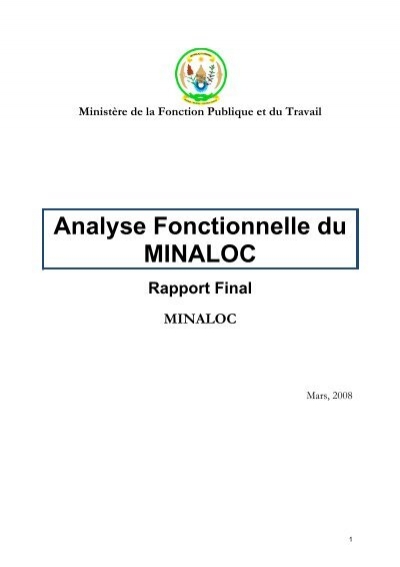 Ministère de la Fonction Publique et du Travail
Analyse Fonctionnelle du
MINALOC
Rapport Final
MINALOC
Mars, 2008
1